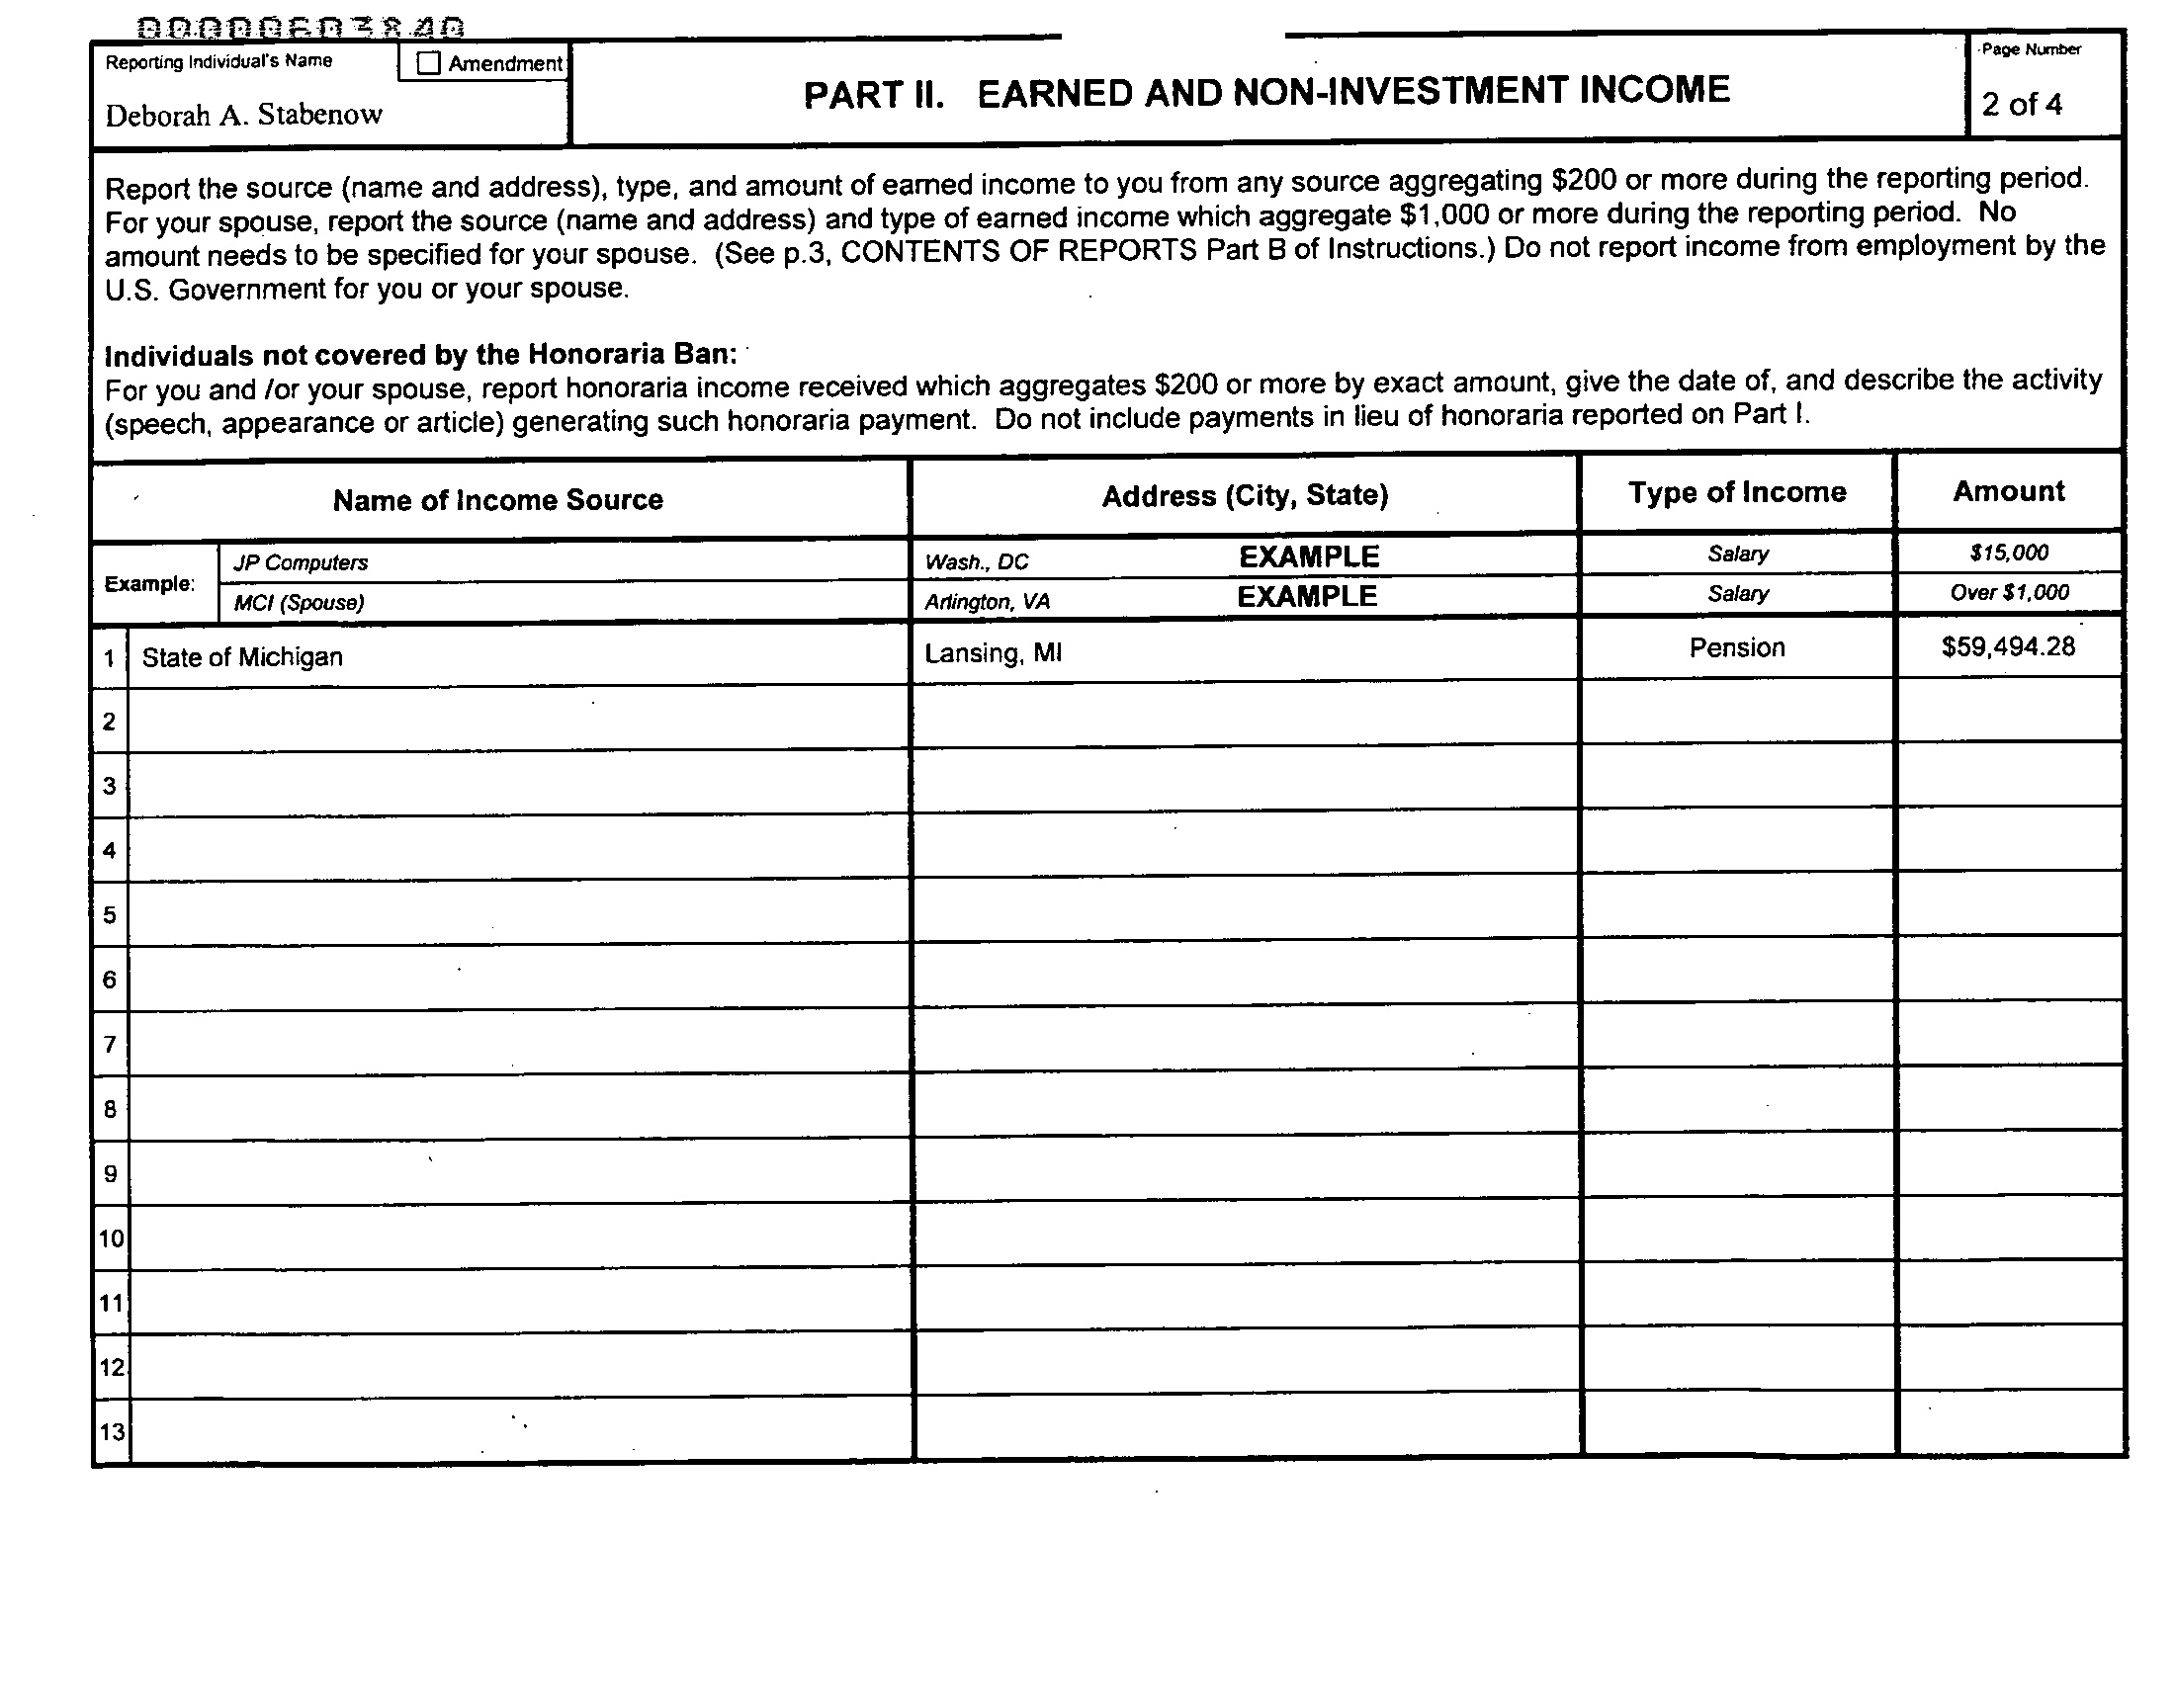 00000603840
Reporting Individual's Name
☐ Amendment
Deborah A. Stabenow
PART II. EARNED AND NON-INVESTMENT INCOME
Page Number
2 of 4
Report the source (name and address), type, and amount of earned income to you from any source aggregating $200 or more during the reporting period.
For your spouse, report the source (name and address) and type of earned income which aggregate $1,000 or more during the reporting period. No
amount needs to be specified for your spouse. (See p.3, CONTENTS OF REPORTS Part B of Instructions.) Do not report income from employment by the
U.S. Government for you or your spouse.
Individuals not covered by the Honoraria Ban:
For you and /or your spouse, report honoraria income received which aggregates $200 or more by exact amount, give the date of, and describe the activity
(speech, appearance or article) generating such honoraria payment. Do not include payments in lieu of honoraria reported on Part I.
Name of Income Source Address (City, State) Type of Income Amount
Example:
JP Computers Wash., DC EXAMPLE Salary $15,000
MCI (Spouse) Arlington, VA EXAMPLE Salary Over $1,000
1 State of Michigan Lansing, MI Pension $59,494.28
2
3
4
5
6
7
8
9
10
11
12
13